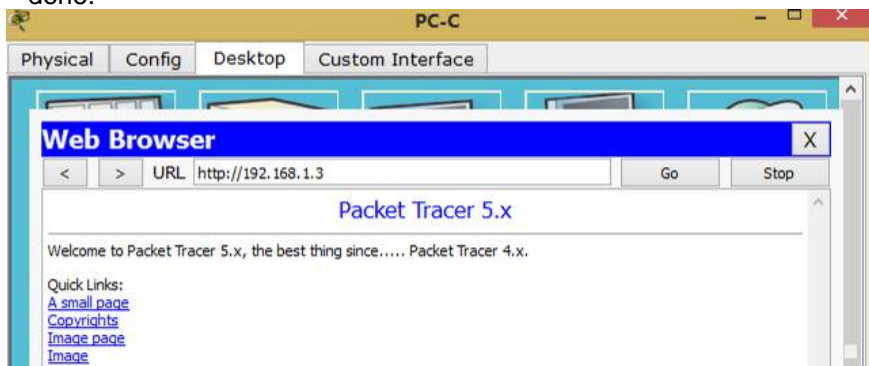 done.
PC-C
Physical Config Desktop Custom Interface
Web Browser X
< > URL http://192.168.1.3 Go Stop
Packet Tracer 5.x
Welcome to Packet Tracer 5.x, the best thing since..... Packet Tracer 4.x.
Quick Links:
A small page
Copyrights
Image page
Image